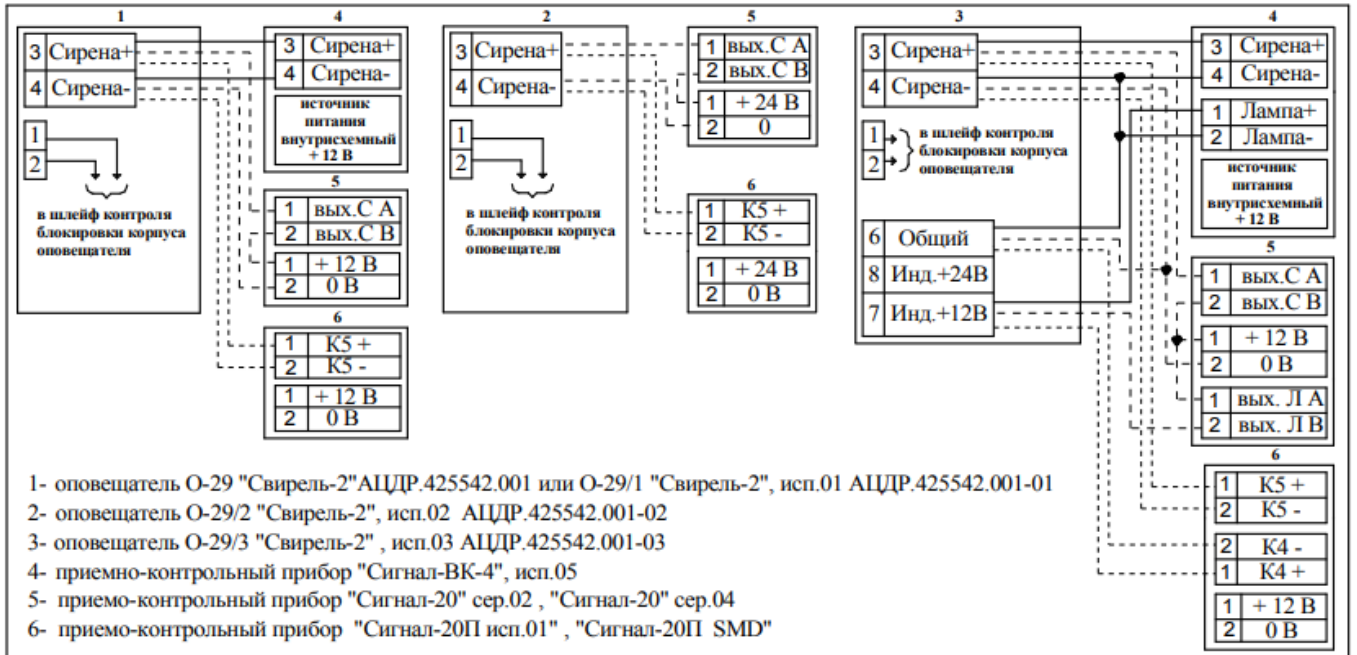 1
3 Сирена+
4 Сирена-
1
2
в шлейф контроля
блокировки корпуса
оповещателя
4
3 Сирена+
4 Сирена-
источник
питания
внутрисхемный
+ 12 В
5
1 вых.С А
2 вых.С В
1 + 12 В
2 0 В
6
1 К5 +
2 К5 -
1 + 12 В
2 0 В
2
3 Сирена+
4 Сирена-
1
2
в шлейф контроля
блокировки корпуса
оповещателя
5
1 вых.С А
2 вых.С В
1 + 24 В
2 0
6
1 К5 +
2 К5 -
1 + 24 В
2 0 В
3
3 Сирена+
4 Сирена-
1
2
в шлейф контроля
блокировки корпуса
оповещателя
6 Общий
8 Инд.+24В
7 Инд.+12В
4
3 Сирена+
4 Сирена-
1 Лампа+
2 Лампа-
источник
питания
внутрисхемный
+ 12 В
5
1 вых.С А
2 вых.С В
1 + 12 В
2 0 В
1 вых. Л А
2 вых. Л В
6
1 К5 +
2 К5 -
2 К4 -
1 К4 +
1 + 12 В
2 0 В
1- оповещатель О-29 "Свирель-2"АЦДР.425542.001 или О-29/1 "Свирель-2", исп.01 АЦДР.425542.001-01
2- оповещатель О-29/2 "Свирель-2", исп.02 АЦДР.425542.001-02
3- оповещатель О-29/3 "Свирель-2" , исп.03 АЦДР.425542.001-03
4- приемно-контрольный прибор "Сигнал-ВК-4", исп.05
5- приемо-контрольный прибор "Сигнал-20" сер.02 , "Сигнал-20" сер.04
6- приемо-контрольный прибор "Сигнал-20П исп.01" , "Сигнал-20П SMD"